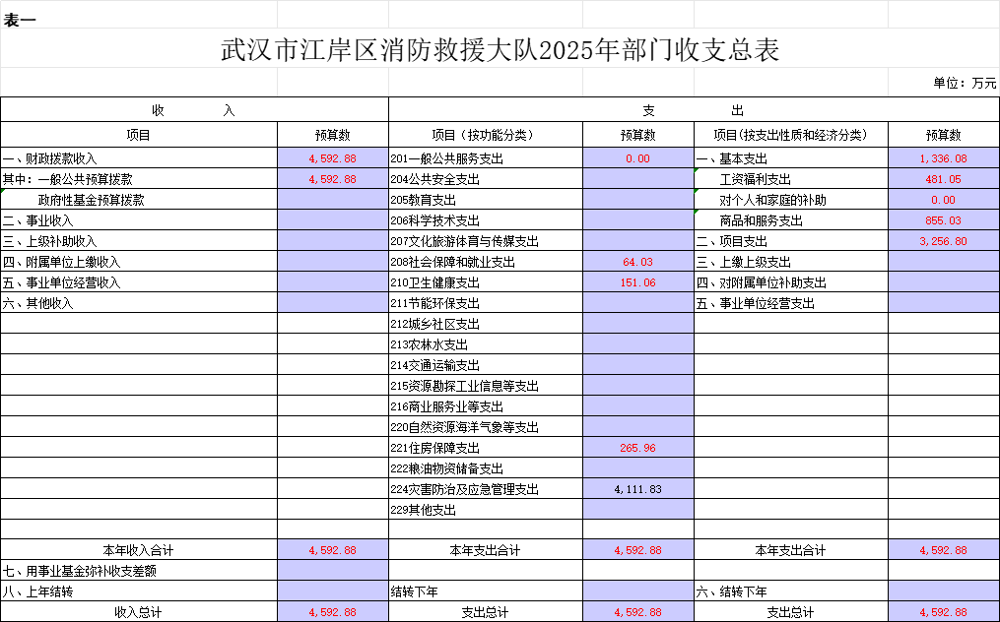 表一
武汉市江岸区消防救援大队2025年部门收支总表
单位：万元
收 入 支 出
项目 预算数 项目（按功能分类） 预算数 项目(按支出性质和经济分类) 预算数
一、财政拨款收入 4,592.88 201一般公共服务支出 0.00 一、基本支出 1,336.08
其中：一般公共预算拨款 4,592.88 204公共安全支出 工资福利支出 481.05
政府性基金预算拨款 205教育支出 对个人和家庭的补助 0.00
二、事业收入 206科学技术支出 商品和服务支出 855.03
三、上级补助收入 207文化旅游体育与传媒支出 二、项目支出 3,256.80
四、附属单位上缴收入 208社会保障和就业支出 64.03 三、上缴上级支出
五、事业单位经营收入 210卫生健康支出 151.06 四、对附属单位补助支出
六、其他收入 211节能环保支出 五、事业单位经营支出
212城乡社区支出
213农林水支出
214交通运输支出
215资源勘探工业信息等支出
216商业服务业等支出
220自然资源海洋气象等支出
221住房保障支出 265.96
222粮油物资储备支出
224灾害防治及应急管理支出 4,111.83
229其他支出
本年收入合计 4,592.88 本年支出合计 4,592.88 本年支出合计 4,592.88
七、用事业基金弥补收支差额
八、上年结转 结转下年 六、结转下年
收入总计 4,592.88 支出总计 4,592.88 支出总计 4,592.88